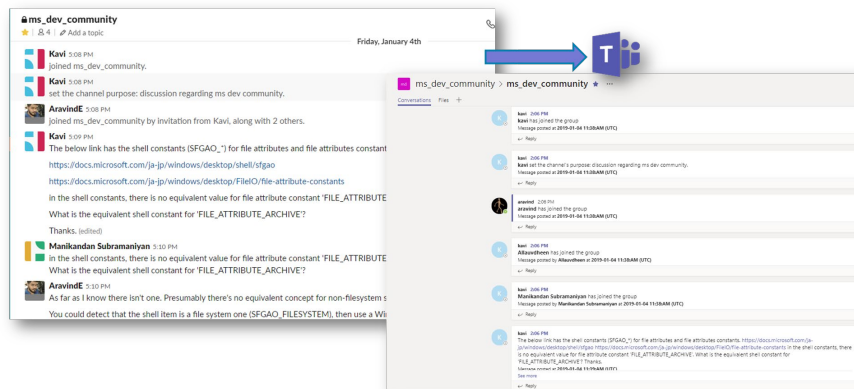 ms_dev_community
4 | Add a topic
Friday, January 4th
Kavi 5:08 PM
joined ms_dev_community.
Kavi 5:08 PM
set the channel purpose: discussion regarding ms dev community.
AravindE 5:08 PM
joined ms_dev_community by invitation from Kavi, along with 2 others.
Kavi 5:09 PM
The below link has the shell constants (SFGAO_*) for file attributes and file attributes constant
https://docs.microsoft.com/ja-jp/windows/desktop/shell/sfgao
https://docs.microsoft.com/ja-jp/windows/desktop/FileIO/file-attribute-constants
in the shell constants, there is no equivalent value for file attribute constant 'FILE_ATTRIBUTE
What is the equivalent shell constant for 'FILE_ATTRIBUTE_ARCHIVE'?
Thanks. (edited)
Manikandan Subramaniyan 5:10 PM
in the shell constants, there is no equivalent value for file attribute constant 'FILE_ATTRIBUTE
What is the equivalent shell constant for 'FILE_ATTRIBUTE_ARCHIVE'?
AravindE 5:10 PM
As far as I know there isn't one. Presumably there's no equivalent concept for non-filesystem s
You could detect that the shell item is a file system one (SFGAO_FILESYSTEM), then use a Wi
T
ms_dev_community > ms_dev_community ...
Conversations Files +
K
kavi 2:06 PM
kavi has joined the group
Message posted at 2019-01-04 11:38AM (UTC)
Reply
K
kavi 2:06 PM
kavi set the channel's purpose: discussion regarding ms dev community.
Message posted at 2019-01-04 11:38AM (UTC)
Reply
aravind 2:06 PM
aravind has joined the group
Message posted at 2019-01-04 11:38AM (UTC)
Reply
K
kavi 2:06 PM
Allauvdheen has joined the group
Message posted by Allauvdheen at 2019-01-04 11:38AM (UTC)
Reply
K
kavi 2:06 PM
Manikandan Subramaniyan has joined the group
Message posted by Manikandan Subramaniyan at 2019-01-04 11:38AM (UTC)
Reply
K
kavi 2:06 PM
The below link has the shell constants (SFGAO_*) for file attributes and file attributes constants. https://docs.microsoft.com/ja-
jp/windows/desktop/shell/sfgao https://docs.microsoft.com/ja-jp/windows/desktop/FileIO/file-attribute-constants in the shell constants, there
is no equivalent value for file attribute constant 'FILE_ATTRIBUTE_ARCHIVE'. What is the equivalent shell constant for
'FILE_ATTRIBUTE_ARCHIVE'? Thanks.
Message posted at 2019-01-04 11:39AM (UTC)
See more
Reply